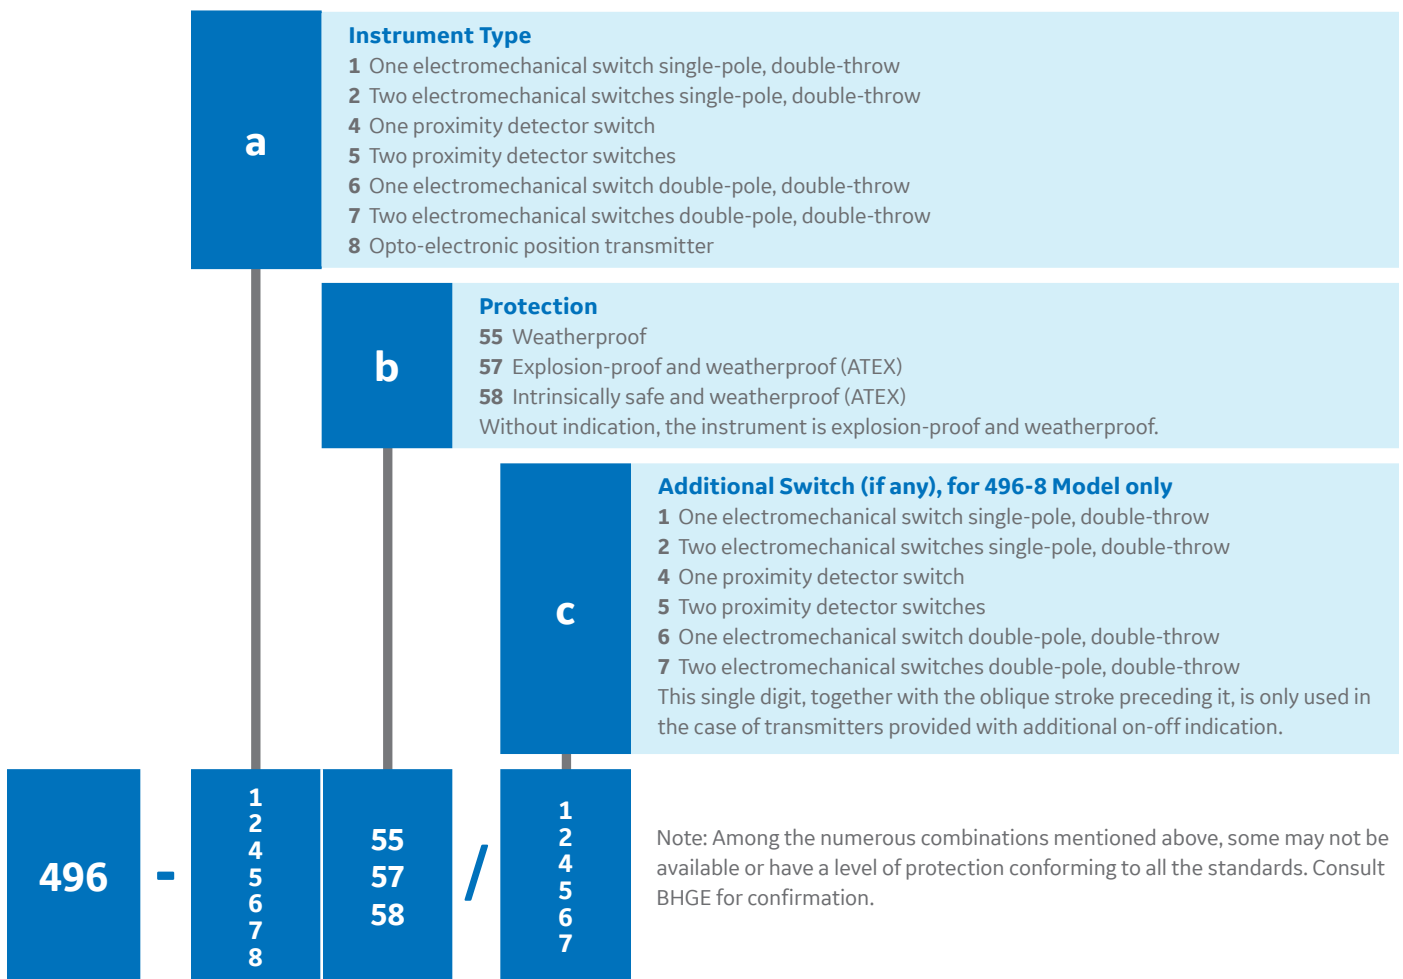 a
Instrument Type
1 One electromechanical switch single-pole, double-throw
2 Two electromechanical switches single-pole, double-throw
4 One proximity detector switch
5 Two proximity detector switches
6 One electromechanical switch double-pole, double-throw
7 Two electromechanical switches double-pole, double-throw
8 Opto-electronic position transmitter
b
Protection
55 Weatherproof
57 Explosion-proof and weatherproof (ATEX)
58 Intrinsically safe and weatherproof (ATEX)
Without indication, the instrument is explosion-proof and weatherproof.
c
Additional Switch (if any), for 496-8 Model only
1 One electromechanical switch single-pole, double-throw
2 Two electromechanical switches single-pole, double-throw
4 One proximity detector switch
5 Two proximity detector switches
6 One electromechanical switch double-pole, double-throw
7 Two electromechanical switches double-pole, double-throw
This single digit, together with the oblique stroke preceding it, is only used in
the case of transmitters provided with additional on-off indication.
496
-
1
2
4
5
6
7
8
55
57
58
/
1
2
4
5
6
7
Note: Among the numerous combinations mentioned above, some may not be
available or have a level of protection conforming to all the standards. Consult
BHGE for confirmation.